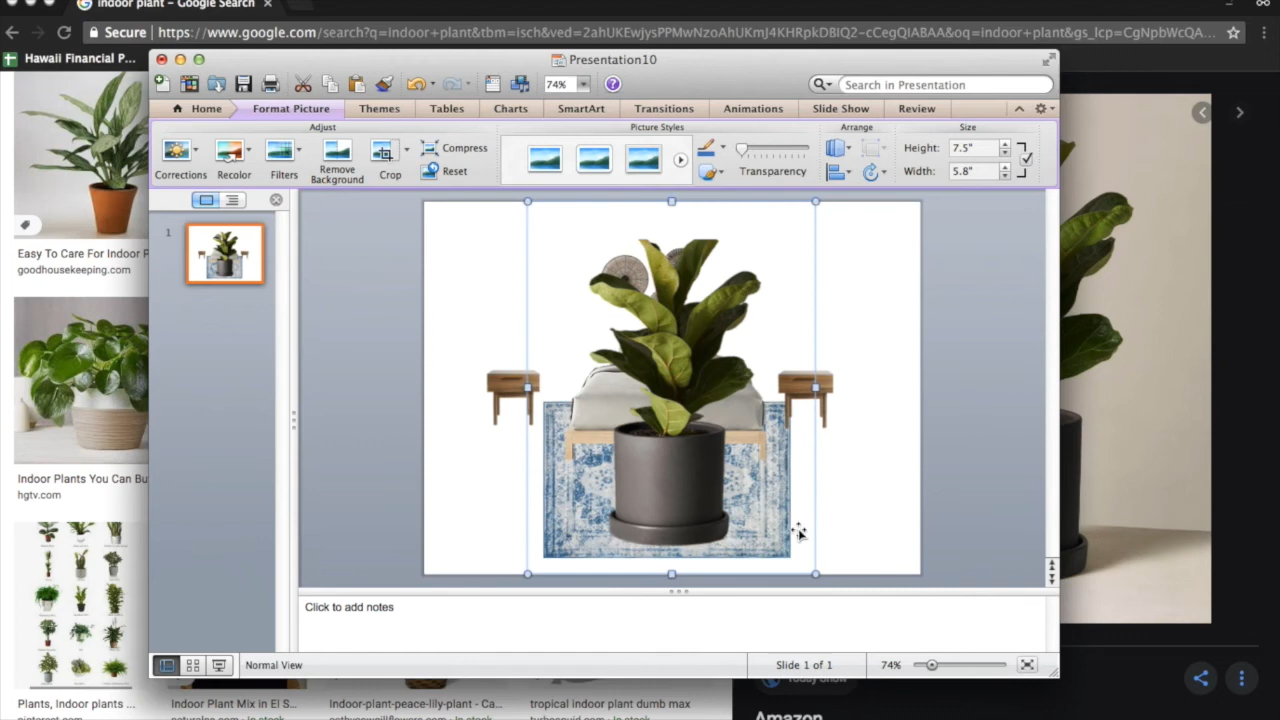 indoor plant - Google Search
Secure
https://www.google.com/search?q=indoor+plant&tbm=isch&ved=2ahUKEwjysPPMwNzoAhUKmJ4KHRpkDBIQ2-cCegQIABAA&oq=indoor+plant&gs_lcp=CgNpbWcQA...
Hawaii Financial P...
Presentation10
74%
Search in Presentation
Home
Format Picture
Themes
Tables
Charts
SmartArt
Transitions
Animations
Slide Show
Review
Adjust
Picture Styles
Arrange
Size
Corrections
Recolor
Filters
Remove
Background
Crop
Compress
Reset
Transparency
Height: 7.5"
Width: 5.8"
1
Easy To Care For Indoor P
goodhousekeeping.com
Indoor Plants You Can Bu
hgtv.com
Click to add notes
Normal View
Slide 1 of 1
74%
Plants, Indoor plants ...
Indoor Plant Mix in El S...
Indoor-plant-peace-lily-plant - Ca...
tropical indoor plant dumb max
Today Show
Amazon